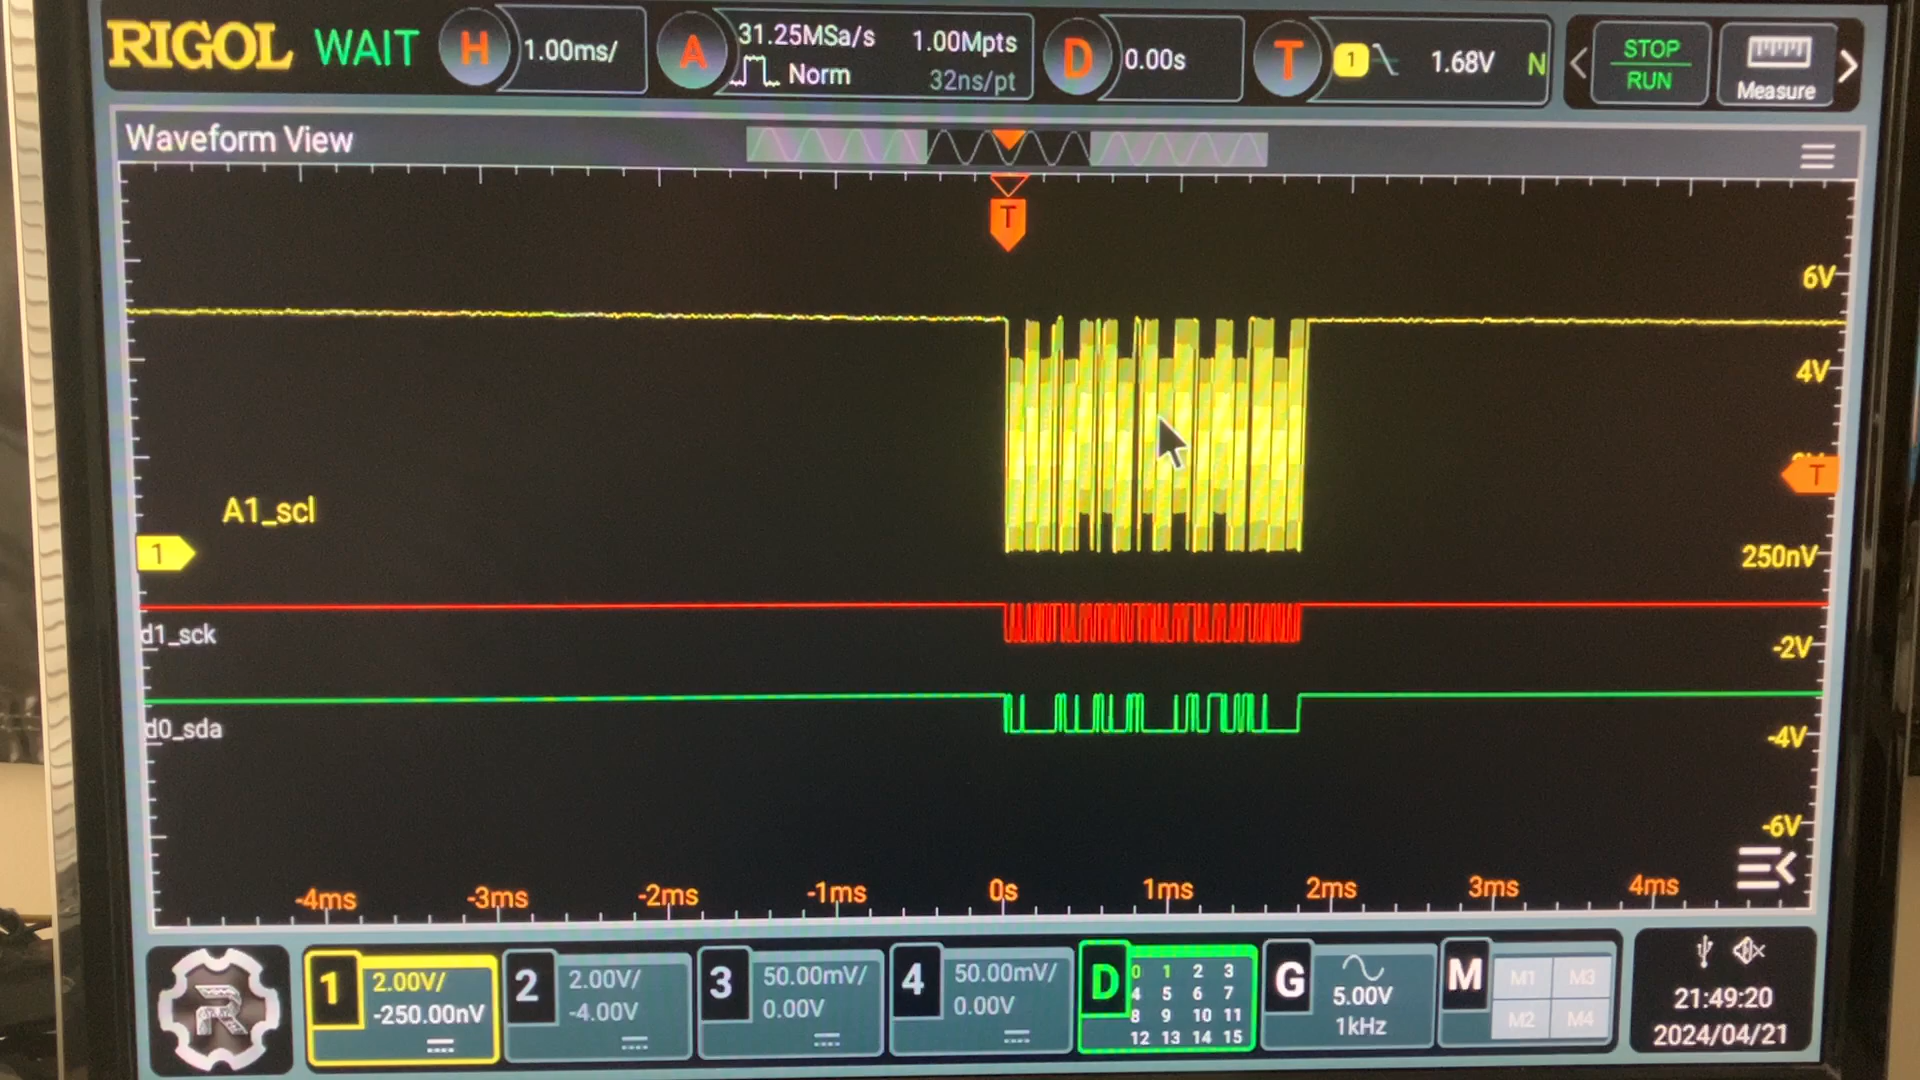 RIGOL WAIT H 1.00ms/ A 31.25MSa/s 1.00Mpts D 0.00s T 1 1.68V N STOP
Norm 32ns/pt RUN Measure
Waveform View
T
6V
4V
T
A1_scl
1
250nV
d1_sck
-2V
d0_sda
-4V
-6V
-4ms -3ms -2ms -1ms 0s 1ms 2ms 3ms 4ms
1 2.00V/ -250.00nV
2 2.00V/ -4.00V
3 50.00mV/ 0.00V
4 50.00mV/ 0.00V
D 0 1 2 3
4 5 6 7
8 9 10 11
12 13 14 15
G 5.00V 1kHz
M M1 M3
M2 M4
21:49:20
2024/04/21